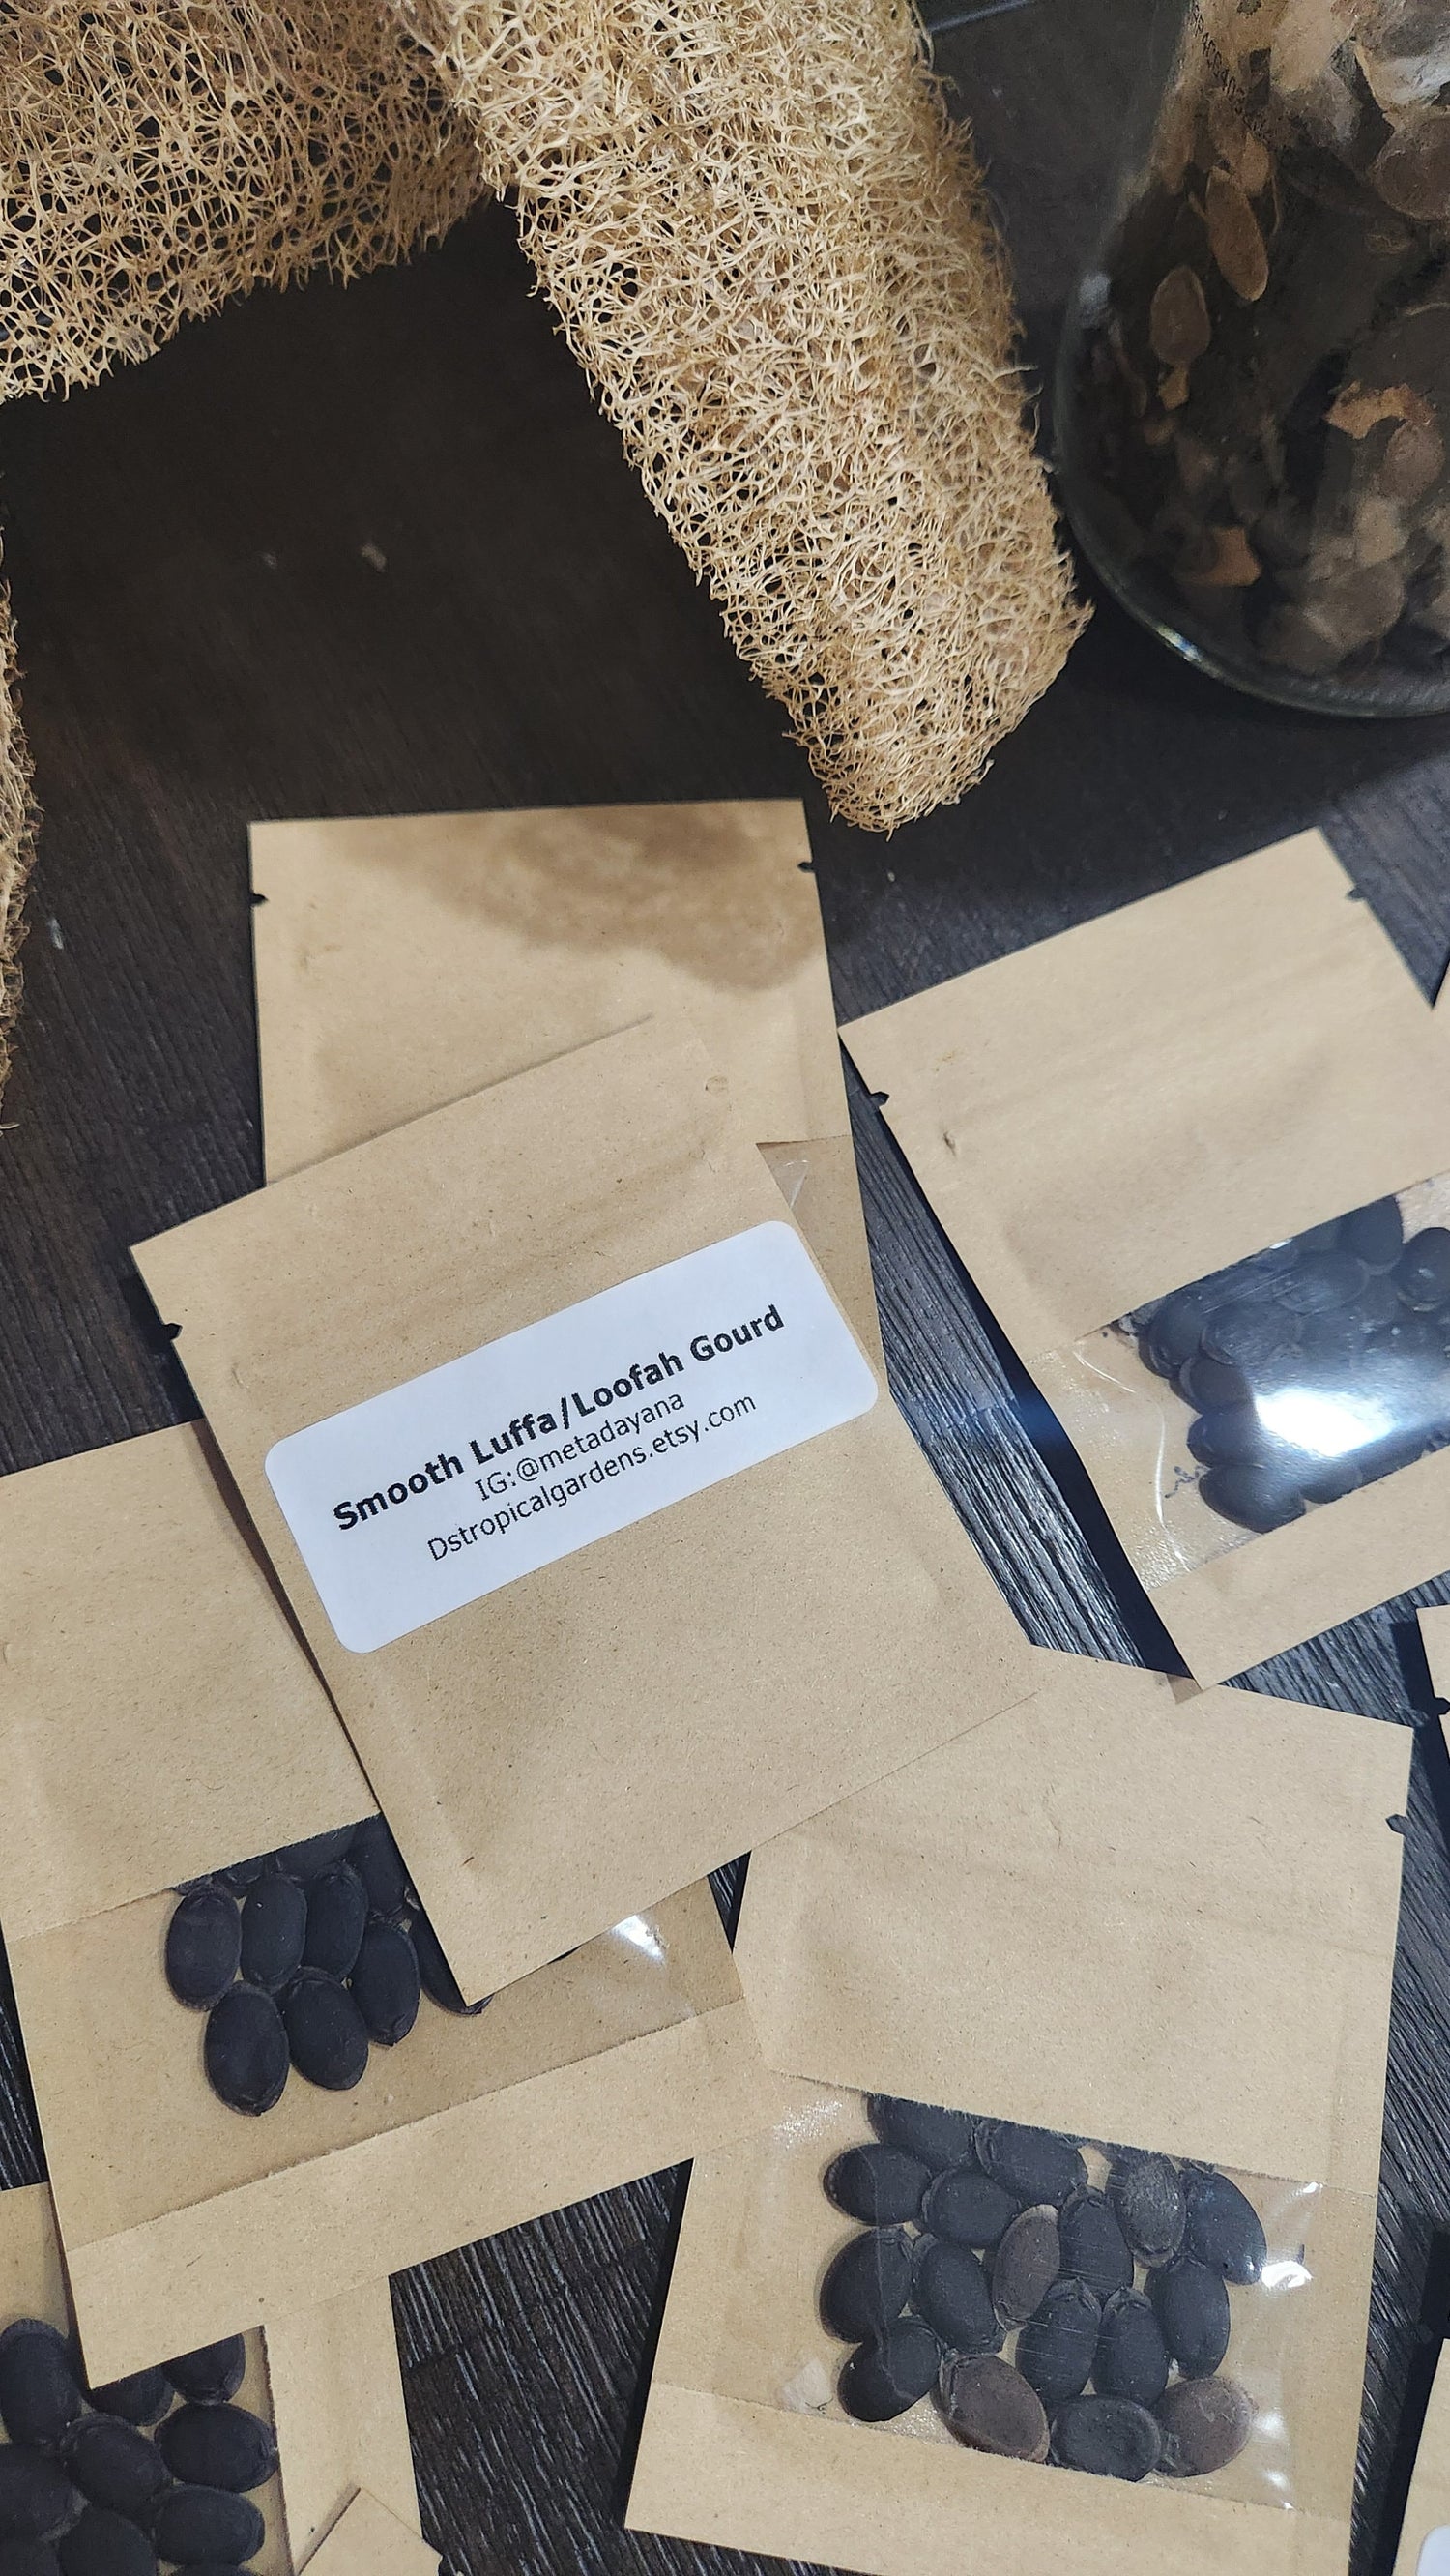 Smooth Luffa/Loofah Gourd
IG:@metadayana
Dstropicalgardens.etsy.com